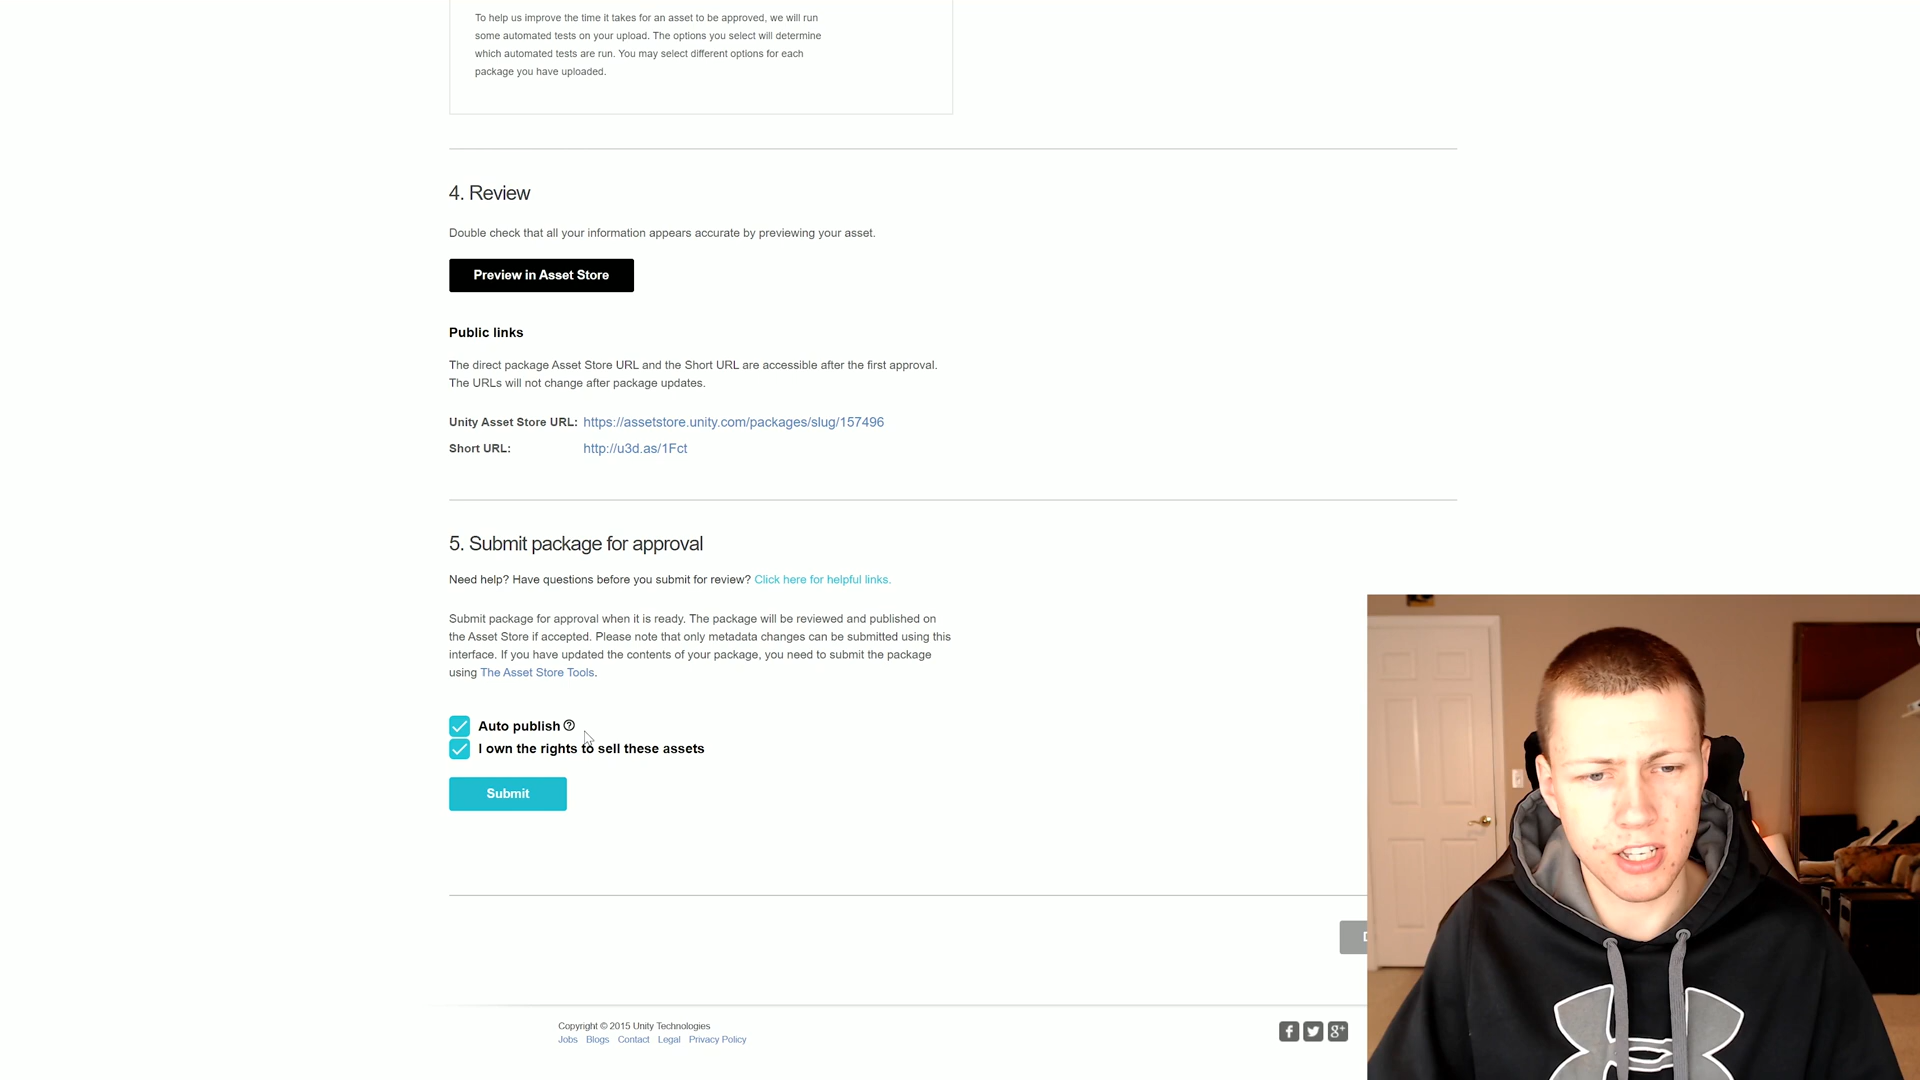 To help us improve the time it takes for an asset to be approved, we will run
some automated tests on your upload. The options you select will determine
which automated tests are run. You may select different options for each
package you have uploaded.
4. Review
Double check that all your information appears accurate by previewing your asset.
Preview in Asset Store
Public links
The direct package Asset Store URL and the Short URL are accessible after the first approval.
The URLs will not change after package updates.
Unity Asset Store URL: https://assetstore.unity.com/packages/slug/157496
Short URL: http://u3d.as/1Fct
5. Submit package for approval
Need help? Have questions before you submit for review? Click here for helpful links.
Submit package for approval when it is ready. The package will be reviewed and published on
the Asset Store if accepted. Please note that only metadata changes can be submitted using this
interface. If you have updated the contents of your package, you need to submit the package
using The Asset Store Tools.
Auto publish ?
I own the rights to sell these assets
Submit
Copyright © 2015 Unity Technologies
Jobs Blogs Contact Legal Privacy Policy